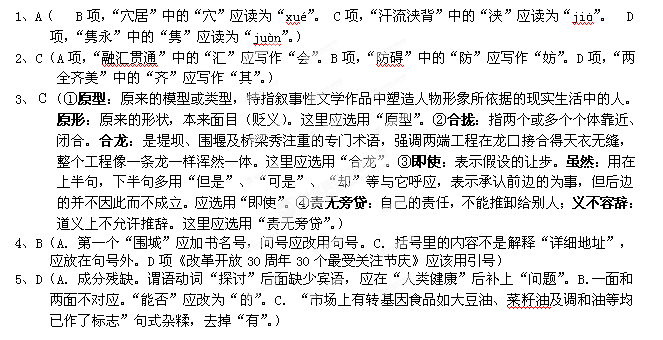 1、A（ B项，“穴居”中的“穴”应读为“xué”。 C项，“汗流浃背”中的“浃”应读为“jiā”。 D
项，“隽永”中的“隽”应读为“juàn”。）
2、C（A项，“融汇贯通”中的“汇”应写作“会”。B项，“防碍”中的“防”应写作“妨”。D项，“两
全齐美”中的“齐”应写作“其”。）
3、C（①原型：原来的模型或类型，特指叙事性文学作品中塑造人物形象所依据的现实生活中的人。
原形：原来的形状，本来面目（贬义）。这里应选用“原型”。②合拢：指两个或多个个体靠近、
闭合。合龙：是堤坝、围堰及桥梁秀注重的专门术语，强调两端工程在龙口接合得天衣无缝，
整个工程像一条龙一样浑然一体。这里应选用“合龙”。③即使：表示假设的让步。虽然：用在
上半句，下半句多用“但是”、“可是”、“却”等与它呼应，表示承认前边的为事，但后边
的并不因此而不成立。应选用“即使”。④责无旁贷：自己的责任，不能推卸给别人；义不容辞：
道义上不允许推辞。这里应选用“责无旁贷”。）
4、B（A. 第一个“围城”应加书名号，问号应改用句号。C. 括号里的内容不是解释“详细地址”，
应放在句号外。D项《改革开放30周年30个最受关注节庆》应该用引号）
5、D（A. 成分残缺。谓语动词“探讨”后面缺少宾语，应在“人类健康”后补上“问题”。B.一面和
两面不对应。“能否”应改为“的”。C. “市场上有转基因食品如大豆油、菜籽油及调和油等均
已作了标志”句式杂糅，去掉“有”。）